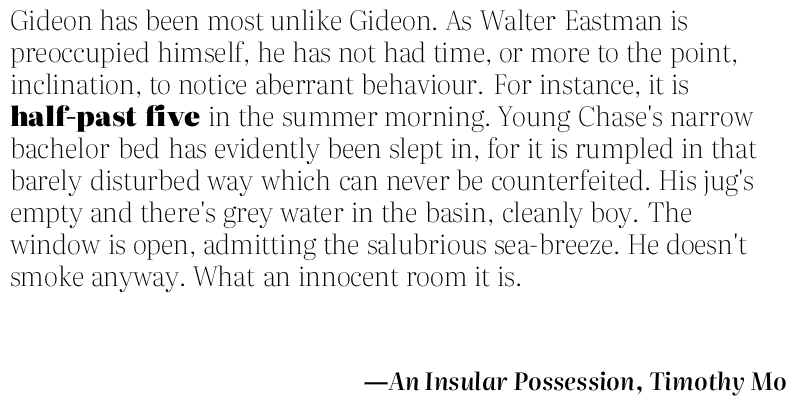 Gideon has been most unlike Gideon. As Walter Eastman is
preoccupied himself, he has not had time, or more to the point,
inclination, to notice aberrant behaviour. For instance, it is
half-past five in the summer morning. Young Chase's narrow
bachelor bed has evidently been slept in, for it is rumpled in that
barely disturbed way which can never be counterfeited. His jug's
empty and there's grey water in the basin, cleanly boy. The
window is open, admitting the salubrious sea-breeze. He doesn't
smoke anyway. What an innocent room it is.
—An Insular Possession, Timothy Mo